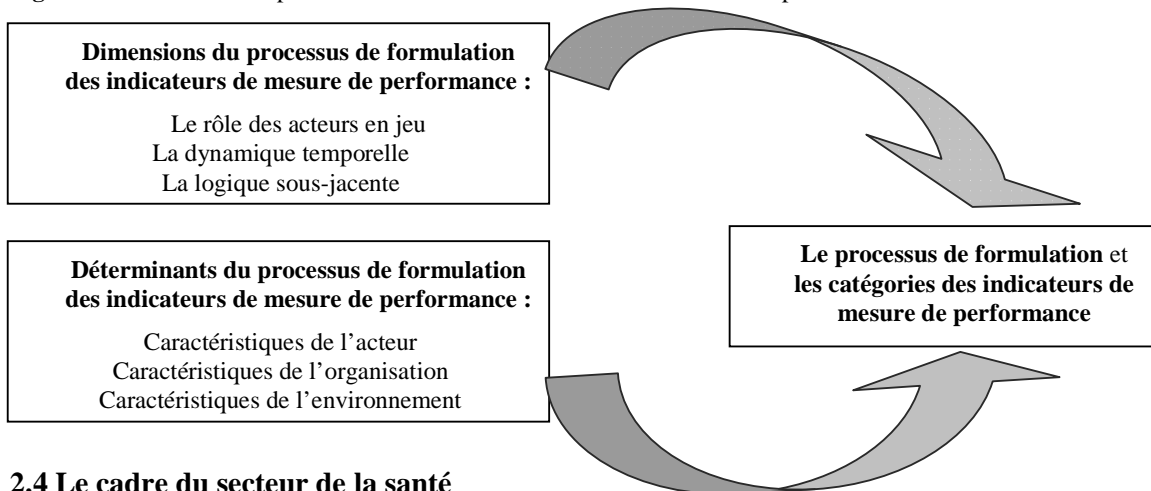 Dimensions du processus de formulation
des indicateurs de mesure de performance :
Le rôle des acteurs en jeu
La dynamique temporelle
La logique sous-jacente
Déterminants du processus de formulation
des indicateurs de mesure de performance :
Caractéristiques de l’acteur
Caractéristiques de l’organisation
Caractéristiques de l’environnement
Le processus de formulation et
les catégories des indicateurs de
mesure de performance
2.4 Le cadre du secteur de la santé